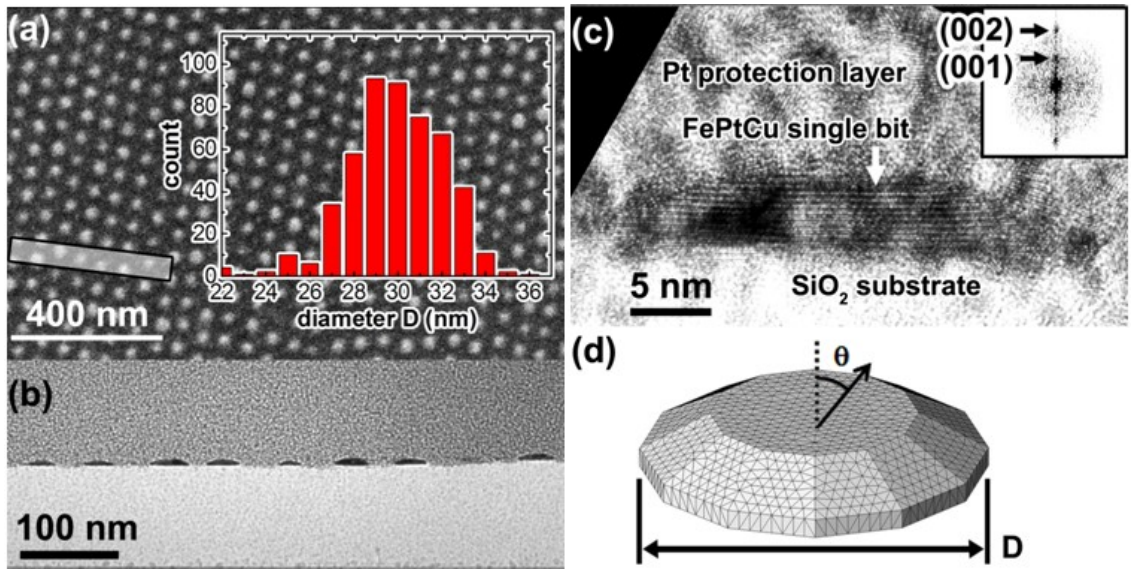 (a)
100
80
60
40
20
0
count
22 24 26 28 30 32 34 36
diameter D (nm)
400 nm
(b)
100 nm
(c)
(002)
(001)
Pt protection layer
FePtCu single bit
5 nm
SiO₂ substrate
(d)
θ
D